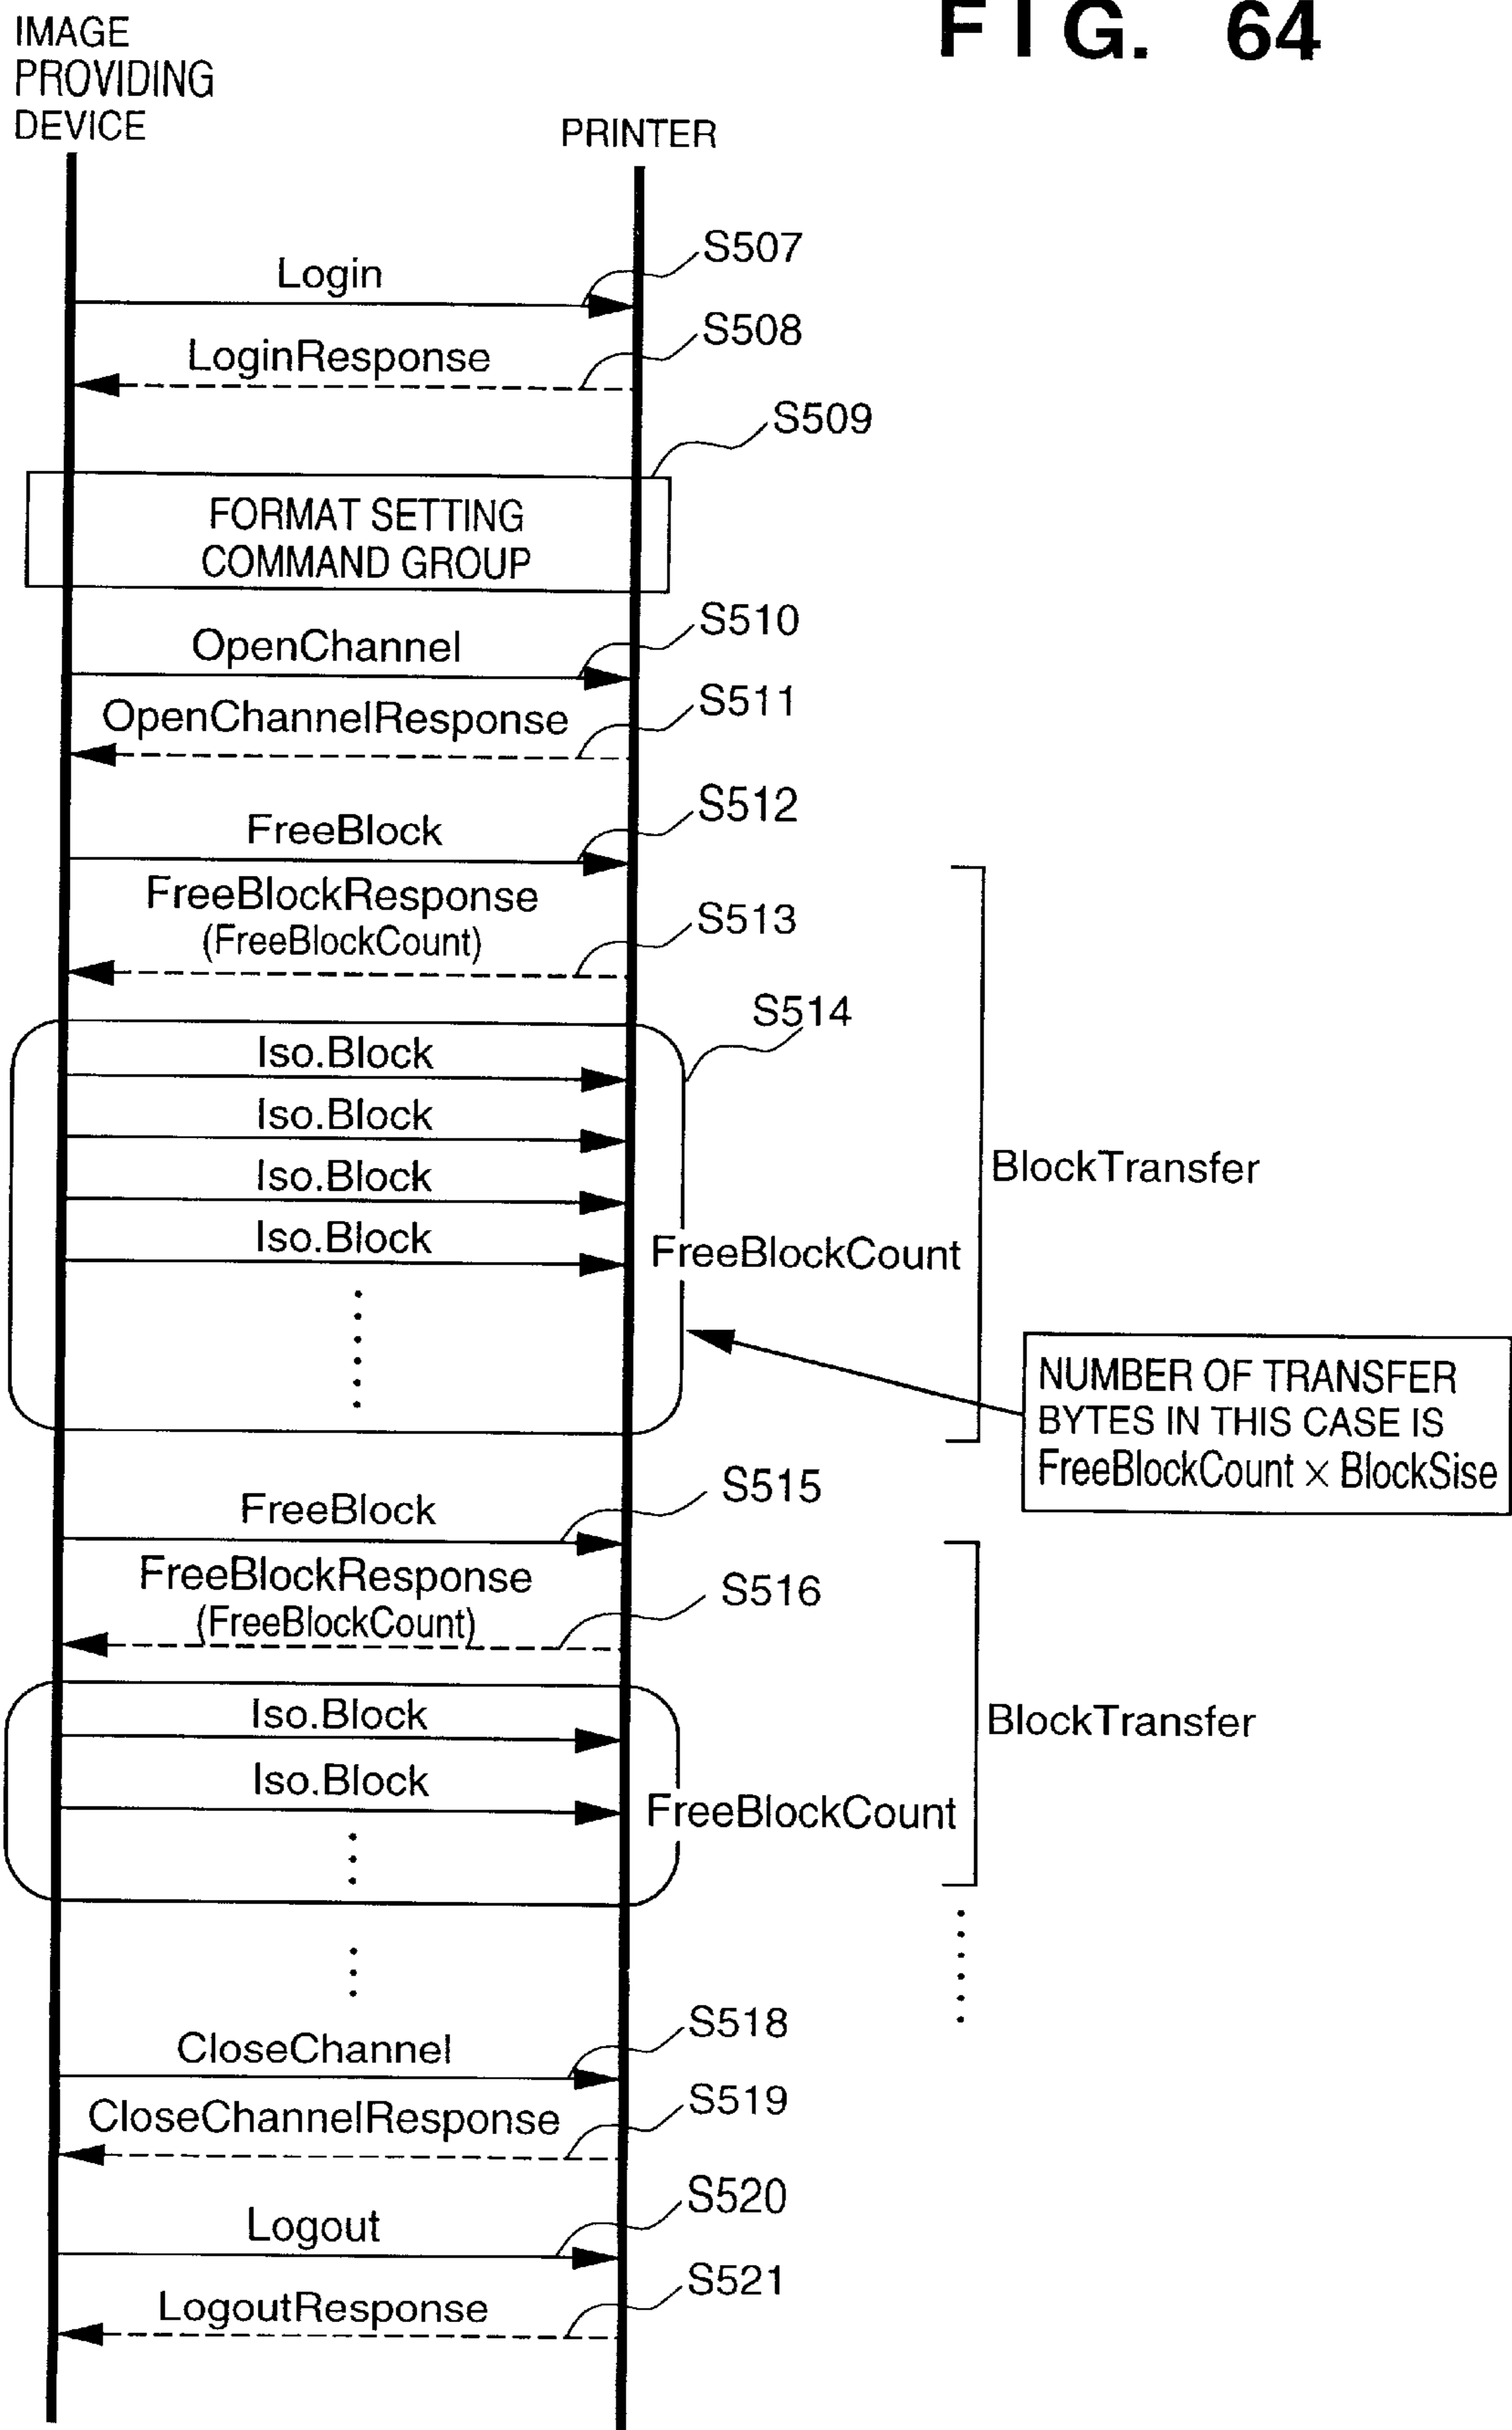 FIG. 64
IMAGE
PROVIDING
DEVICE
PRINTER
S507
Login
S508
LoginResponse
S509
FORMAT SETTING
COMMAND GROUP
S510
OpenChannel
S511
OpenChannelResponse
S512
FreeBlock
FreeBlockResponse
(FreeBlockCount)
S513
S514
Iso.Block
Iso.Block
Iso.Block
Iso.Block
BlockTransfer
FreeBlockCount
NUMBER OF TRANSFER
BYTES IN THIS CASE IS
FreeBlockCount × BlockSise
S515
FreeBlock
FreeBlockResponse
(FreeBlockCount)
S516
Iso.Block
BlockTransfer
Iso.Block
FreeBlockCount
S518
CloseChannel
S519
CloseChannelResponse
S520
Logout
S521
LogoutResponse